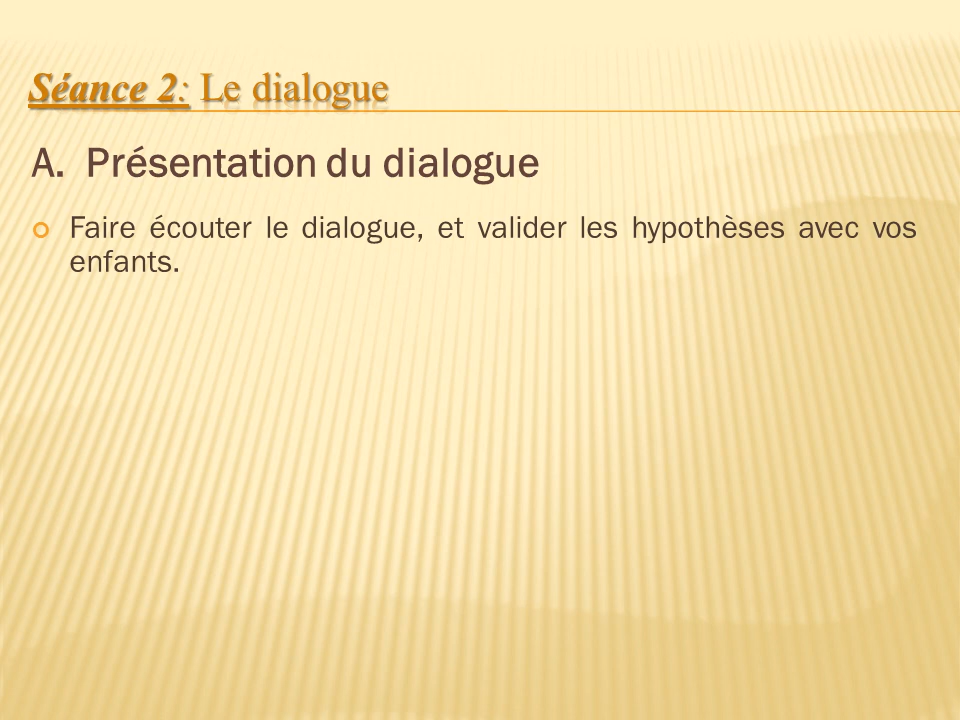 Séance 2: Le dialogue
A. Présentation du dialogue
Faire écouter le dialogue, et valider les hypothèses avec vos
enfants.